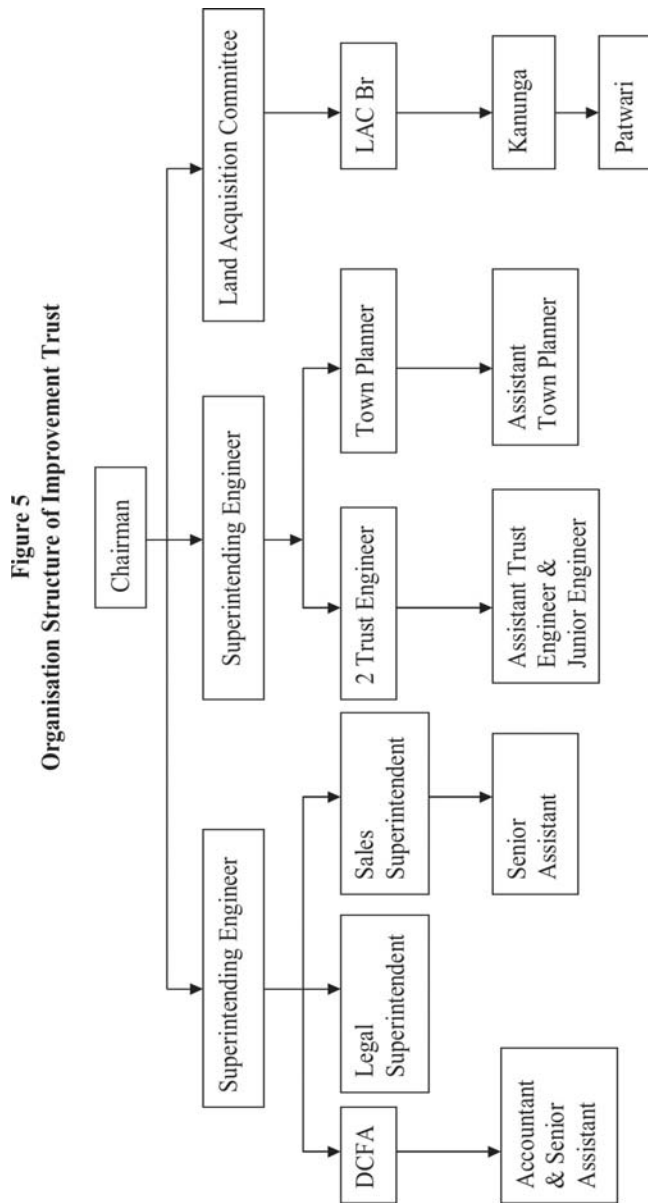 Figure 5
Organisation Structure of Improvement Trust
Chairman
Superintending Engineer
Superintending Engineer
Land Acquisition Committee
DCFA
Legal
Superintendent
Sales
Superintendent
2 Trust Engineer
Town Planner
LAC Br
Accountant
& Senior
Assistant
Senior
Assistant
Assistant Trust
Engineer &
Junior Engineer
Assistant
Town Planner
Kanunga
Patwari